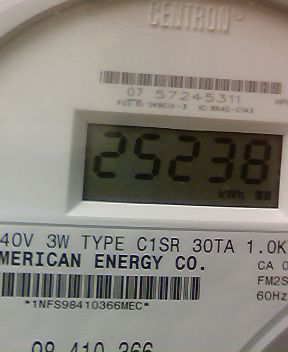 CENTRON®
07 57245311
25238
kWh
40V 3W TYPE C1SR 30TA 1.0K
MERICAN ENERGY CO.
CA 0
FM2S
60Hz
*1NFS98410366MEC*
98 410 366